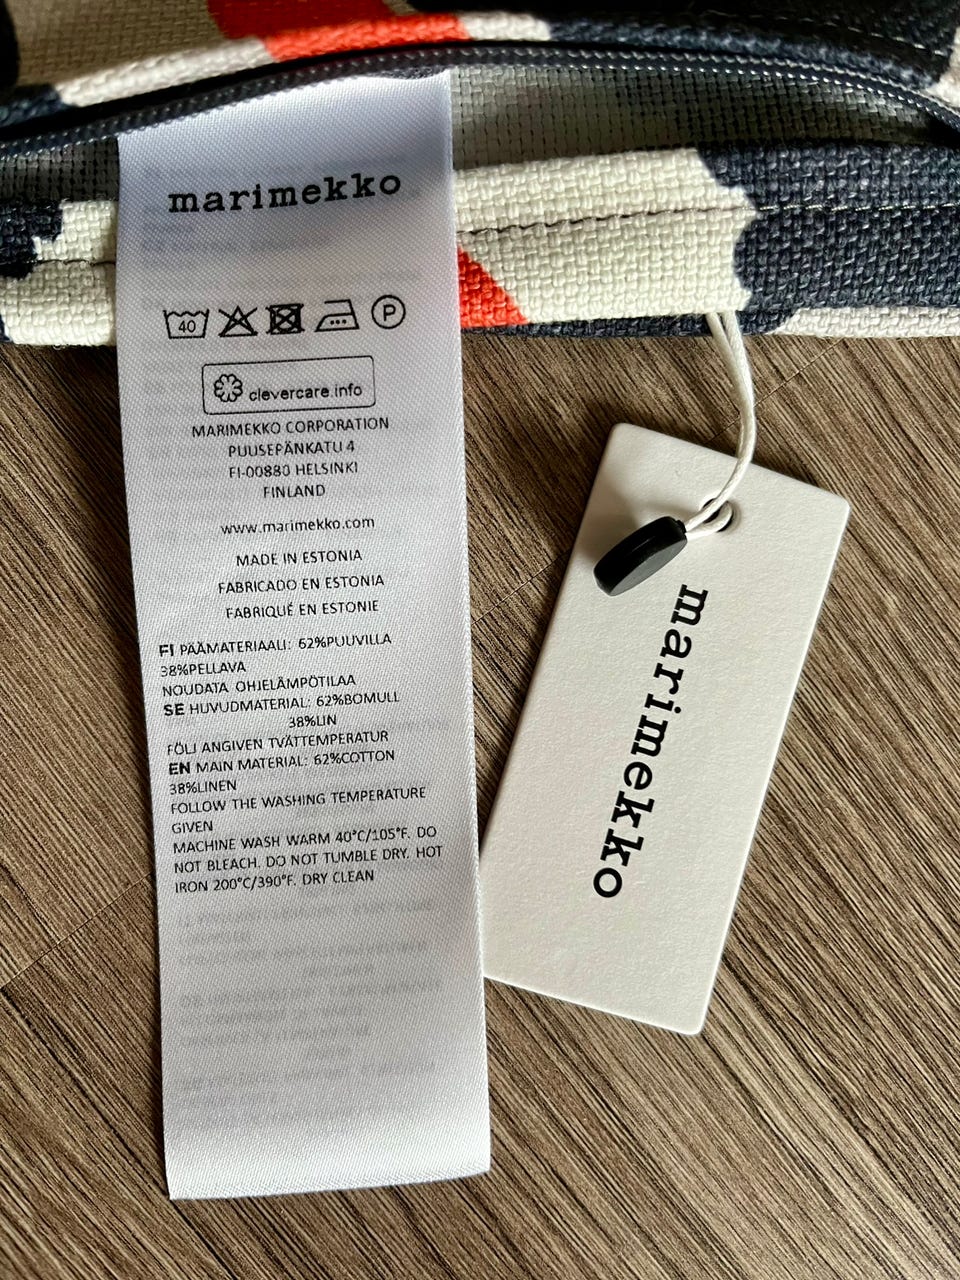 marimekko
40
P
clevercare.info
MARIMEKKO CORPORATION
PUUSEPÄNKATU 4
FI-00880 HELSINKI
FINLAND
www.marimekko.com
MADE IN ESTONIA
FABRICADO EN ESTONIA
FABRIQUÉ EN ESTONIE
FI PÄÄMATERIAALI: 62%PUUVILLA
38%PELLAVA
NOUDATA OHJELÄMPÖTILAA
SE HUVUDMATERIAL: 62%BOMULL
38%LIN
FÖLJ ANGIVEN TVÄTTEMPERATUR
EN MAIN MATERIAL: 62%COTTON
38%LINEN
FOLLOW THE WASHING TEMPERATURE
GIVEN
MACHINE WASH WARM 40°C/105°F. DO
NOT BLEACH. DO NOT TUMBLE DRY. HOT
IRON 200°C/390°F. DRY CLEAN
marimekko